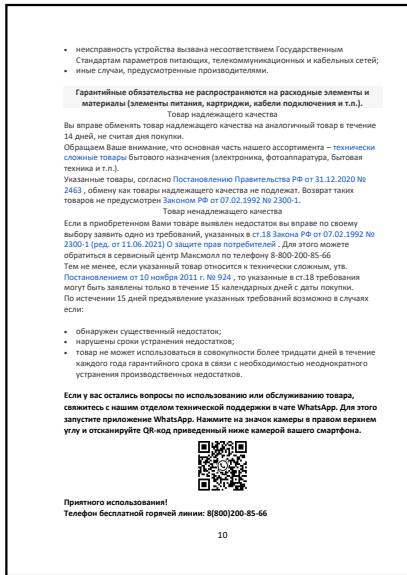 • неисправность устройства вызвана несоответствием Государственным
Стандартам параметров питающих, телекоммуникационных и кабельных сетей;
• иные случаи, предусмотренные производителями.
Гарантийные обязательства не распространяются на расходные элементы и
материалы (элементы питания, картриджи, кабели подключения и т.п.).
Товар надлежащего качества
Вы вправе обменять товар надлежащего качества на аналогичный товар в течение
14 дней, не считая дня покупки.
Обращаем Ваше внимание, что основная часть нашего ассортимента – технически
сложные товары бытового назначения (электроника, фотоаппаратура, бытовая
техника и т.п.).
Указанные товары, согласно Постановлению Правительства РФ от 31.12.2020 №
2463 , обмену как товары надлежащего качества не подлежат. Возврат таких
товаров не предусмотрен Законом РФ от 07.02.1992 № 2300-1.
Товар ненадлежащего качества
Если в приобретенном Вами товаре выявлен недостаток вы вправе по своему
выбору заявить одно из требований, указанных в ст.18 Закона РФ от 07.02.1992 №
2300-1 (ред. от 11.06.2021) О защите прав потребителей . Для этого можете
обратиться в сервисный центр Максмолл по телефону 8-800-200-85-66
Тем не менее, если указанный товар относится к технически сложным, утв.
Постановлением от 10 ноября 2011 г. № 924 , то указанные в ст.18 требования
могут быть заявлены только в течение 15 календарных дней с даты покупки.
По истечении 15 дней предъявление указанных требований возможно в случаях
если:
• обнаружен существенный недостаток;
• нарушены сроки устранения недостатков;
• товар не может использоваться в совокупности более тридцати дней в течение
каждого года гарантийного срока в связи с необходимостью неоднократного
устранения производственных недостатков.
Если у вас остались вопросы по использованию или обслуживанию товара,
свяжитесь с нашим отделом технической поддержки в чате WhatsApp. Для этого
запустите приложение WhatsApp. Нажмите на значок камеры в правом верхнем
углу и отсканируйте QR-код приведенный ниже камерой вашего смартфона.
Приятного использования!
Телефон бесплатной горячей линии: 8(800)200-85-66
10